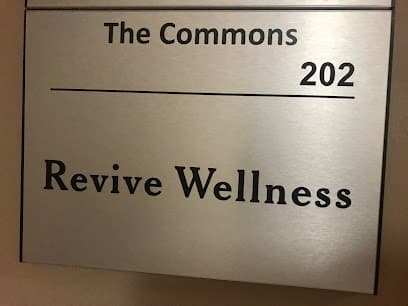 The Commons
202
Revive Wellness